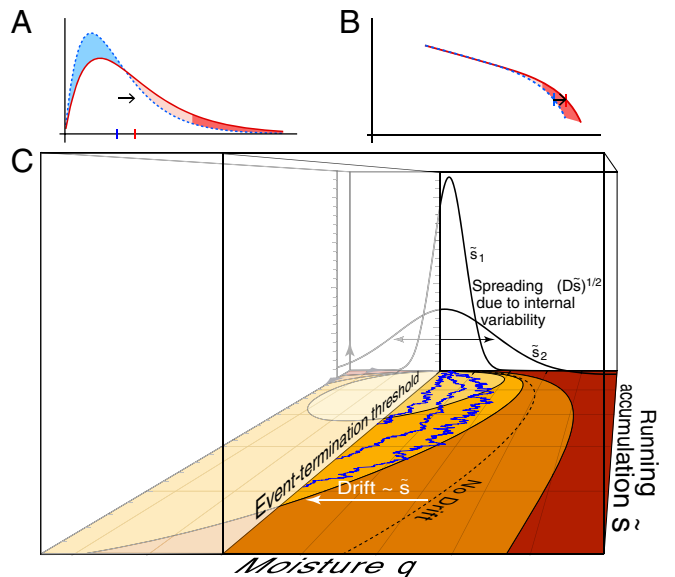 A
B
C
s̃₁
Spreading (Ds̃)^1/2
due to internal
variability
s̃₂
Event-termination threshold
Drift ~ s̃
No Drift
Running
accumulation s̃
Moisture q